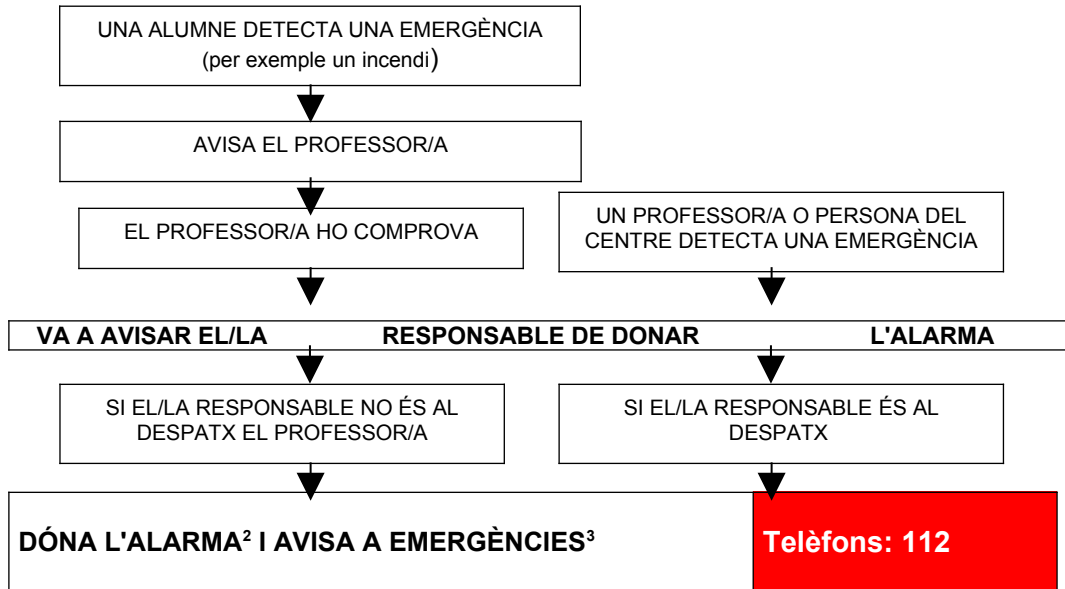 UNA ALUMNE DETECTA UNA EMERGÈNCIA
(per exemple un incendi)
AVISA EL PROFESSOR/A
EL PROFESSOR/A HO COMPROVA
UN PROFESSOR/A O PERSONA DEL
CENTRE DETECTA UNA EMERGÈNCIA
VA A AVISAR EL/LA RESPONSABLE DE DONAR L'ALARMA
SI EL/LA RESPONSABLE NO ÉS AL
DESPATX EL PROFESSOR/A
SI EL/LA RESPONSABLE ÉS AL
DESPATX
DÓNA L'ALARMA² I AVISA A EMERGÈNCIES³
Telèfons: 112